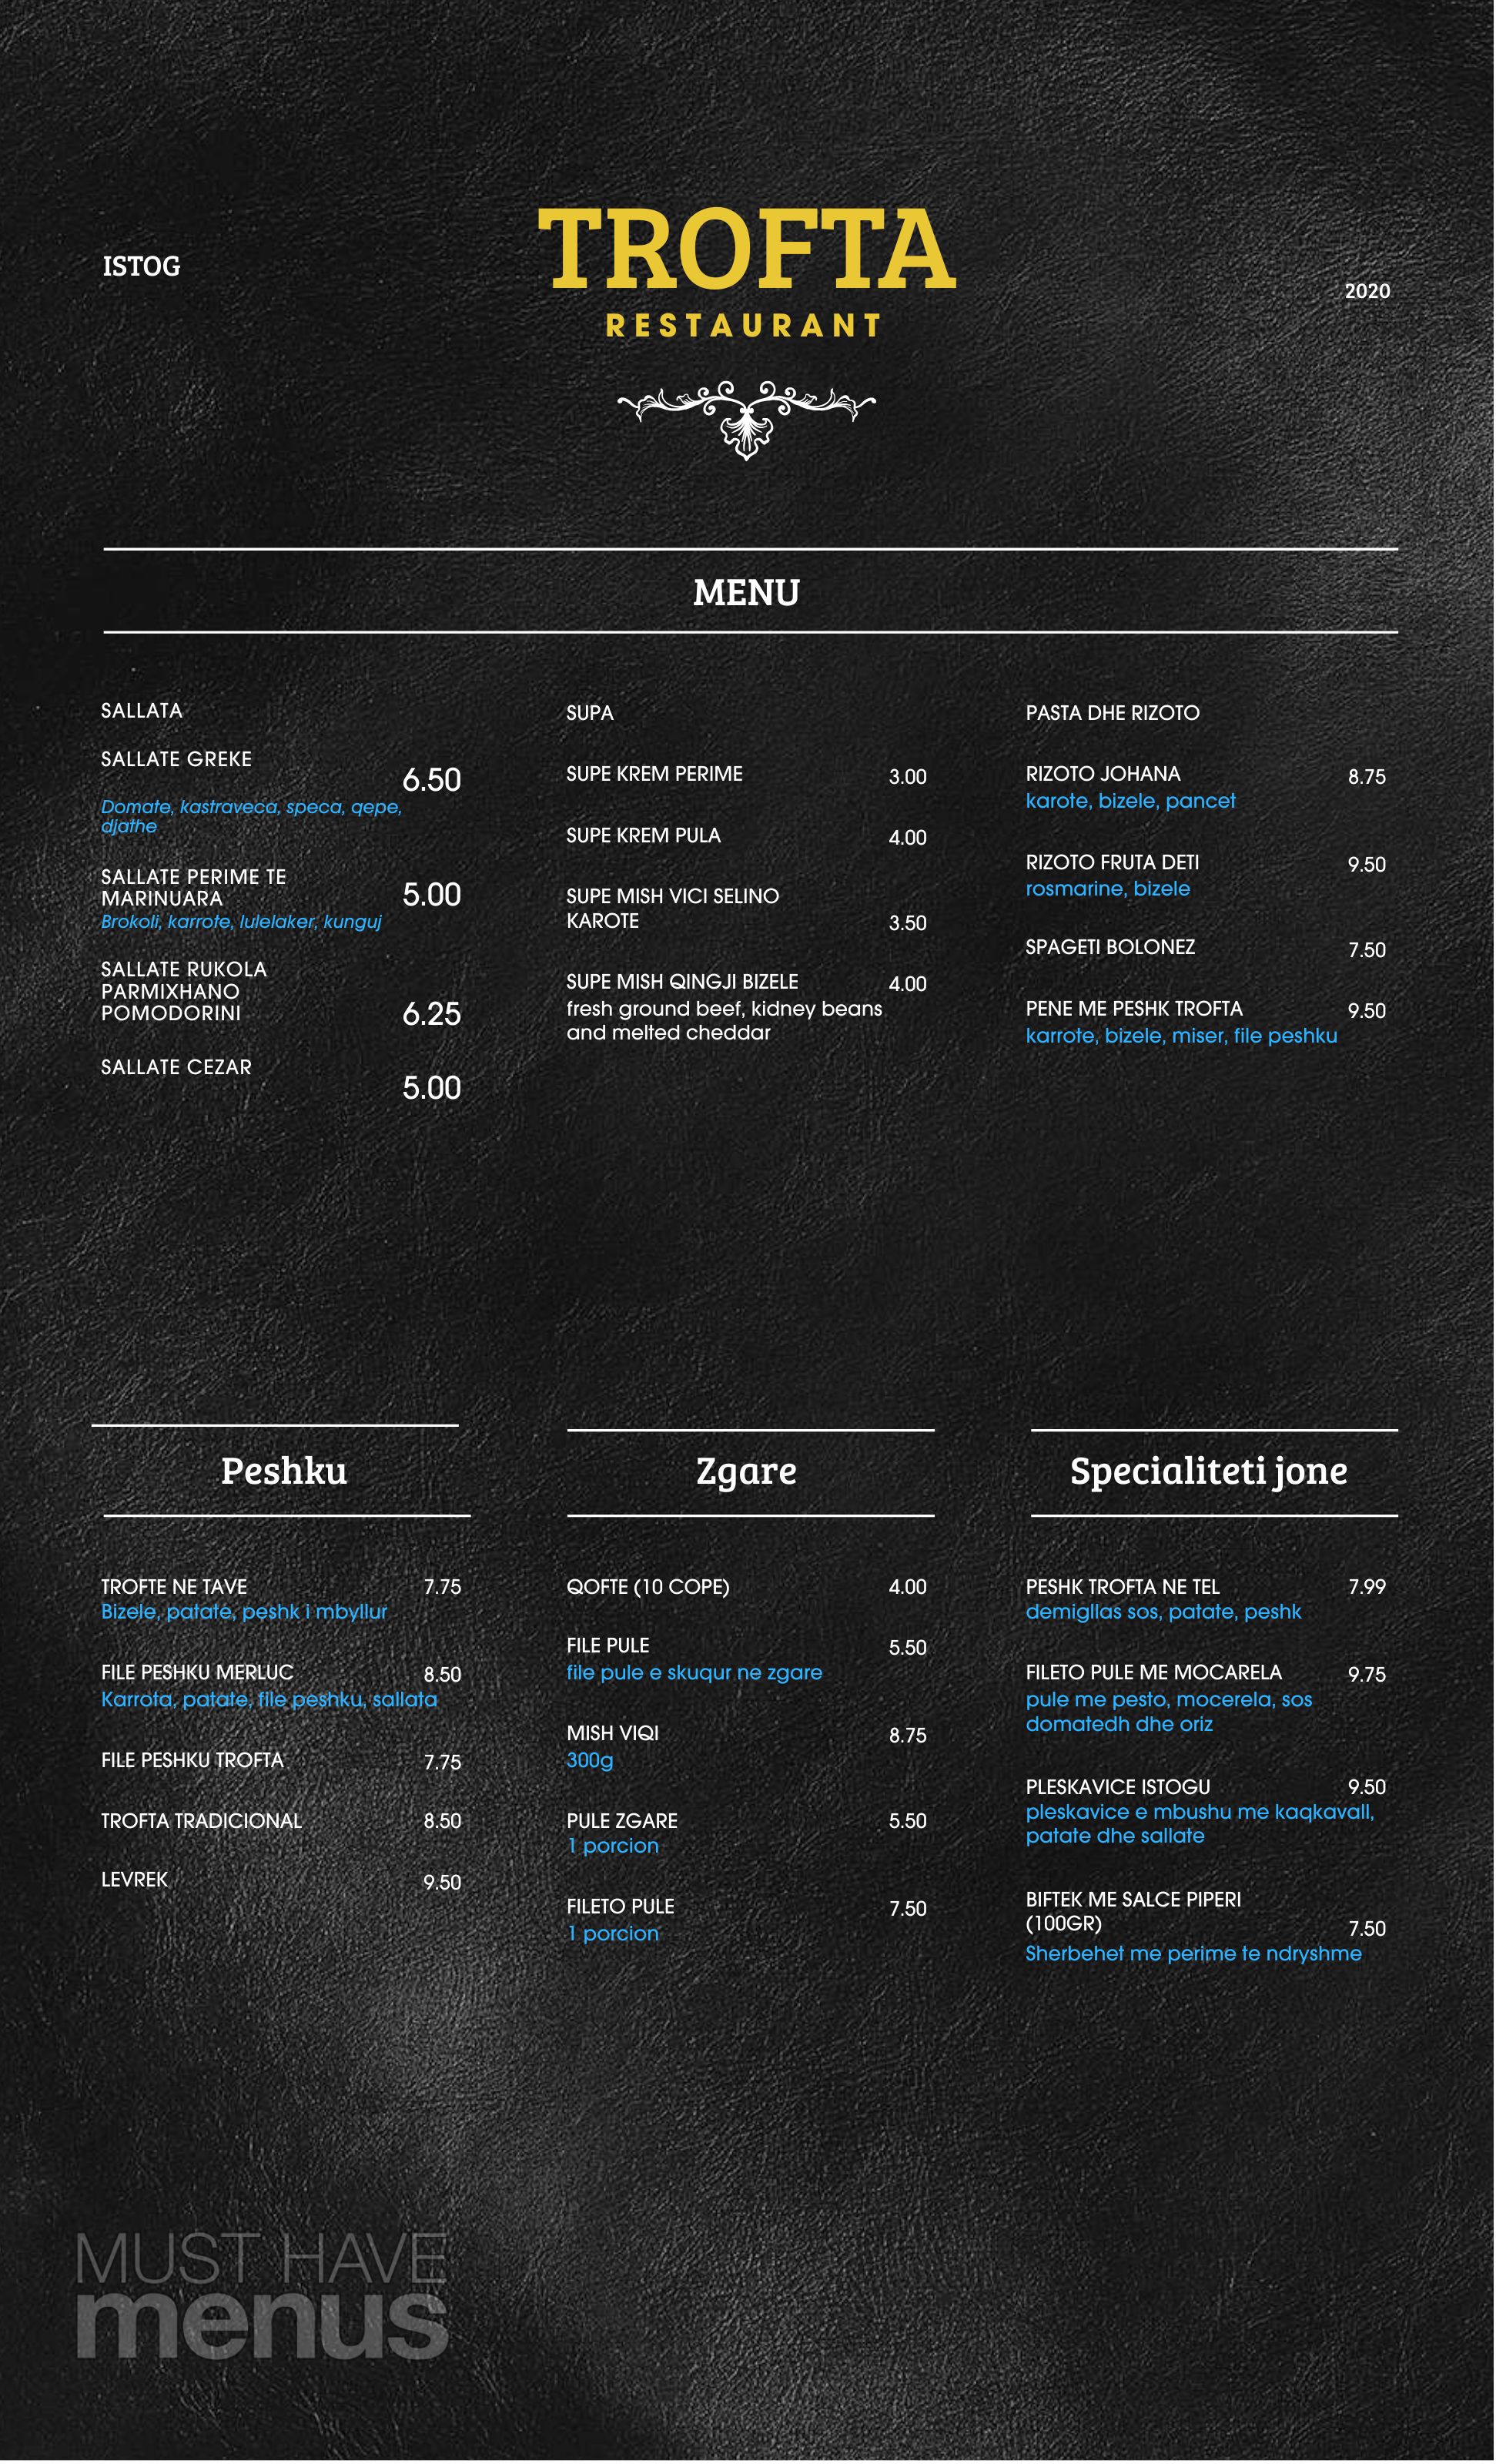 ISTOG
TROFTA
RESTAURANT
2020
MENU
SALLATA
SALLATE GREKE
6.50
Domate, kastraveca, speca, qepe,
djathe
SALLATE PERIME TE
MARINUARA
5.00
Brokoli, karrote, lulelaker, kunguj
SALLATE RUKOLA
PARMIXHANO
POMODORINI
6.25
SALLATE CEZAR
5.00
SUPA
SUPE KREM PERIME 3.00
SUPE KREM PULA 4.00
SUPE MISH VICI SELINO
KAROTE 3.50
SUPE MISH QINGJI BIZELE 4.00
fresh ground beef, kidney beans
and melted cheddar
PASTA DHE RIZOTO
RIZOTO JOHANA 8.75
karote, bizele, pancet
RIZOTO FRUTA DETI 9.50
rosmarine, bizele
SPAGETI BOLONEZ 7.50
PENE ME PESHK TROFTA 9.50
karrote, bizele, miser, file peshku
Peshku
TROFTE NE TAVE 7.75
Bizele, patate, peshk i mbyllur
FILE PESHKU MERLUC 8.50
Karrota, patate, file peshku, sallata
FILE PESHKU TROFTA 7.75
TROFTA TRADICIONAL 8.50
LEVREK 9.50
Zgare
QOFTE (10 COPE) 4.00
FILE PULE 5.50
file pule e skuqur ne zgare
MISH VIQI 8.75
300g
PULE ZGARE 5.50
1 porcion
FILETO PULE 7.50
1 porcion
Specialiteti jone
PESHK TROFTA NE TEL 7.99
demigllas sos, patate, peshk
FILETO PULE ME MOCARELA 9.75
pule me pesto, mocerela, sos
domatedh dhe oriz
PLESKAVICE ISTOGU 9.50
pleskavice e mbushu me kaqkavall,
patate dhe sallate
BIFTEK ME SALCE PIPERI
(100GR) 7.50
Sherbehet me perime te ndryshme
MUST HAVE
menus